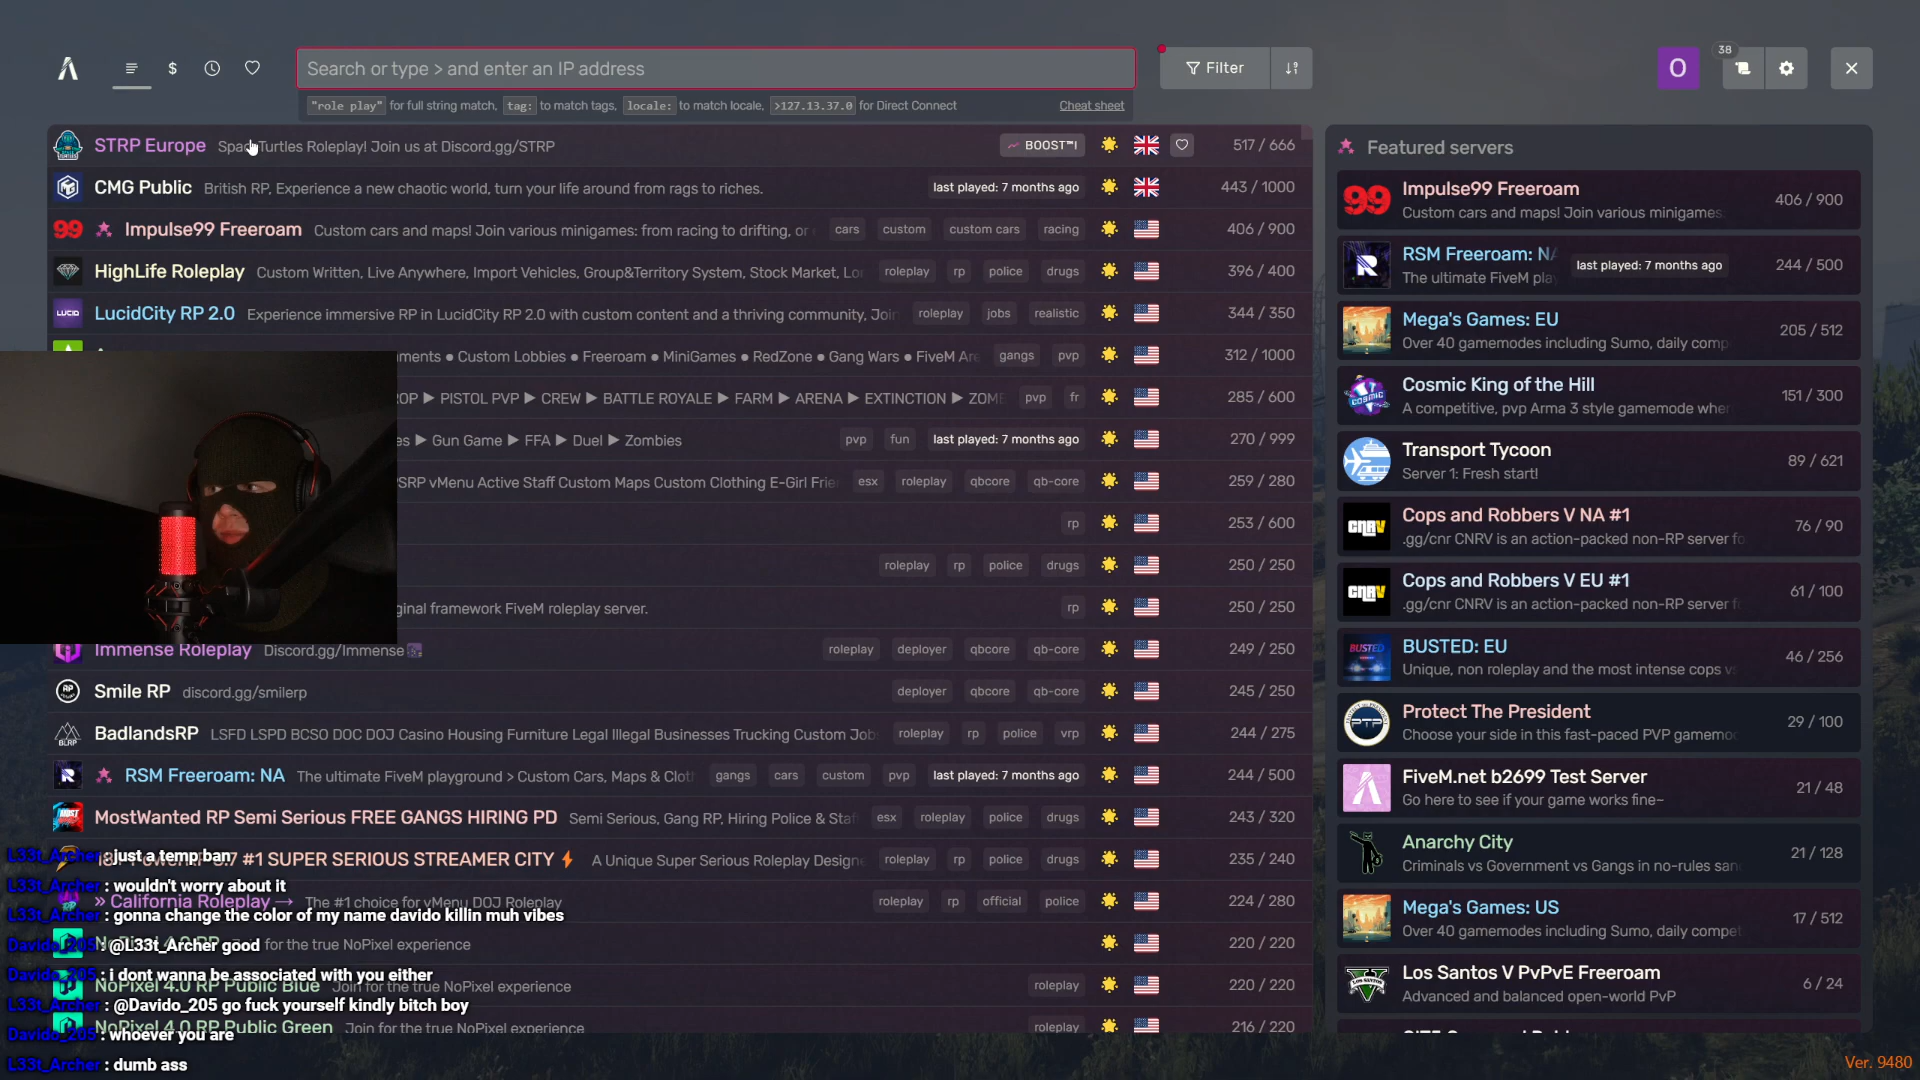 $
Search or type > and enter an IP address
Filter
O
38
"role play" for full string match, tag: to match tags, locale: to match locale, >127.13.37.0 for Direct Connect
Cheat sheet
STRP Europe Turtles Roleplay! Join us at Discord.gg/STRP BOOST™! 517 / 666
CMG Public British RP, Experience a new chaotic world, turn your life around from rags to riches. last played: 7 months ago 443 / 1000
99 Impulse99 Freeroam Custom cars and maps! Join various minigames: from racing to drifting, or cars custom custom cars racing 406 / 900
HighLife Roleplay Custom Written, Live Anywhere, Import Vehicles, Group&Territory System, Stock Market, roleplay rp police drugs 396 / 400
LUCID LucidCity RP 2.0 Experience immersive RP in LucidCity RP 2.0 with custom content and a thriving community, roleplay jobs realistic 344 / 350
● Custom Lobbies ● Freeroam ● MiniGames ● RedZone ● Gang Wars ● FiveM gangs pvp 312 / 1000
▶ PISTOL PVP ▶ CREW ▶ BATTLE ROYALE ▶ FARM ▶ ARENA ▶ EXTINCTION ▶ pvp fr 285 / 600
▶ Gun Game ▶ FFA ▶ Duel ▶ Zombies pvp fun last played: 7 months ago 270 / 999
vMenu Active Staff Custom Maps Custom Clothing E-Girl esx roleplay qbcore qb-core 259 / 280
rp 253 / 600
roleplay rp police drugs 250 / 250
framework FiveM roleplay server. rp 250 / 250
Immense Roleplay Discord.gg/Immense roleplay deployer qbcore qb-core 249 / 250
Smile RP discord.gg/smilerp deployer qbcore qb-core 245 / 250
BLRP BadlandsRP LSFD LSPD BCSO DOC DOJ Casino Housing Furniture Legal Illegal Businesses Trucking Custom roleplay rp police vrp 244 / 275
RSM Freeroam: NA The ultimate FiveM playground > Custom Cars, Maps & gangs cars custom pvp last played: 7 months ago 244 / 500
MostWanted RP Semi Serious FREE GANGS HIRING PD Semi Serious, Gang RP, Hiring Police & esx roleplay police drugs 243 / 320
#1 SUPER SERIOUS STREAMER CITY A Unique Super Serious Roleplay roleplay rp police drugs 235 / 240
» California Roleplay → The #1 choice for vMenu DOJ Roleplay roleplay rp official police 224 / 280
for the true NoPixel experience 220 / 220
NoPixel 4.0 RP Public Blue Join for the true NoPixel experience roleplay 220 / 220
NoPixel 4.0 RP Public Green Join for the true NoPixel experience roleplay 216 / 220
L33t_Archer : just a temp ban
L33t_Archer : wouldn't worry about it
L33t_Archer : gonna change the color of my name davido killin muh vibes
Davido_205 : @L33t_Archer good
Davido_205 : i dont wanna be associated with you either
L33t_Archer : @Davido_205 go fuck yourself kindly bitch boy
Davido_205 : whoever you are
L33t_Archer : dumb ass
Featured servers
99 Impulse99 Freeroam
Custom cars and maps! Join various minigames 406 / 900
RSM Freeroam: last played: 7 months ago 244 / 500
The ultimate FiveM
Mega's Games: EU
Over 40 gamemodes including Sumo, daily 205 / 512
COSMIC Cosmic King of the Hill
A competitive, pvp Arma 3 style gamemode 151 / 300
Transport Tycoon
Server 1: Fresh start! 89 / 621
CNRV Cops and Robbers V NA #1
.gg/cnr CNRV is an action-packed non-RP server 76 / 90
CNRV Cops and Robbers V EU #1
.gg/cnr CNRV is an action-packed non-RP server 61 / 100
BUSTED BUSTED: EU
Unique, non roleplay and the most intense cops 46 / 256
PTP Protect The President
Choose your side in this fast-paced PVP 29 / 100
FiveM.net b2699 Test Server
Go here to see if your game works fine~ 21 / 48
Anarchy City
Criminals vs Government vs Gangs in no-rules 21 / 128
Mega's Games: US
Over 40 gamemodes including Sumo, daily 17 / 512
Los Santos V PvPvE Freeroam
Advanced and balanced open-world PvP 6 / 24
Ver. 9480